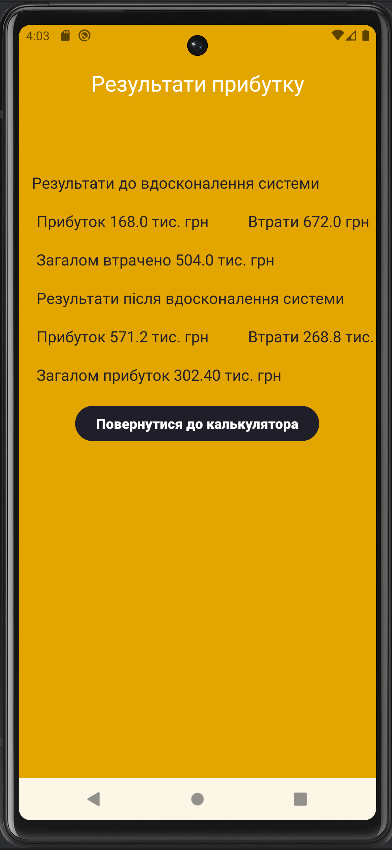 4:03
Результати прибутку
Результати до вдосконалення системи
Прибуток 168.0 тис. грн Втрати 672.0 грн
Загалом втрачено 504.0 тис. грн
Результати після вдосконалення системи
Прибуток 571.2 тис. грн Втрати 268.8 тис.
Загалом прибуток 302.40 тис. грн
Повернутися до калькулятора